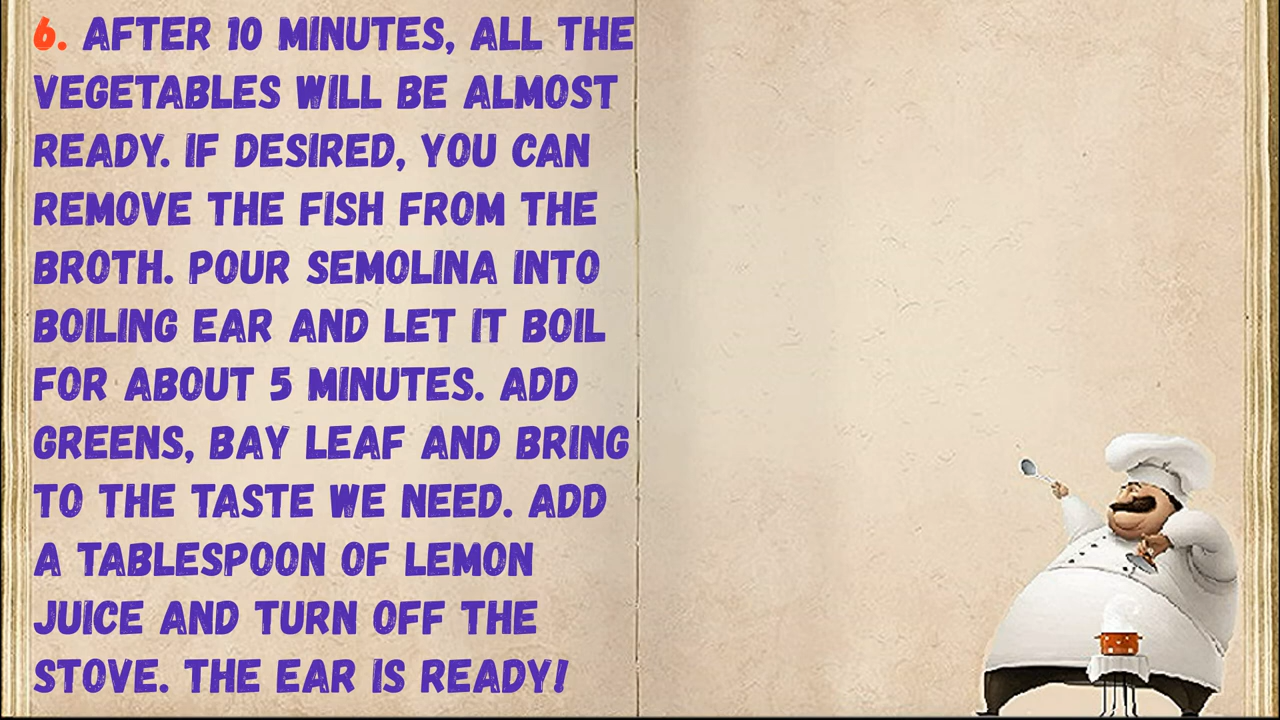 6. AFTER 10 MINUTES, ALL THE
VEGETABLES WILL BE ALMOST
READY. IF DESIRED, YOU CAN
REMOVE THE FISH FROM THE
BROTH. POUR SEMOLINA INTO
BOILING EAR AND LET IT BOIL
FOR ABOUT 5 MINUTES. ADD
GREENS, BAY LEAF AND BRING
TO THE TASTE WE NEED. ADD
A TABLESPOON OF LEMON
JUICE AND TURN OFF THE
STOVE. THE EAR IS READY!